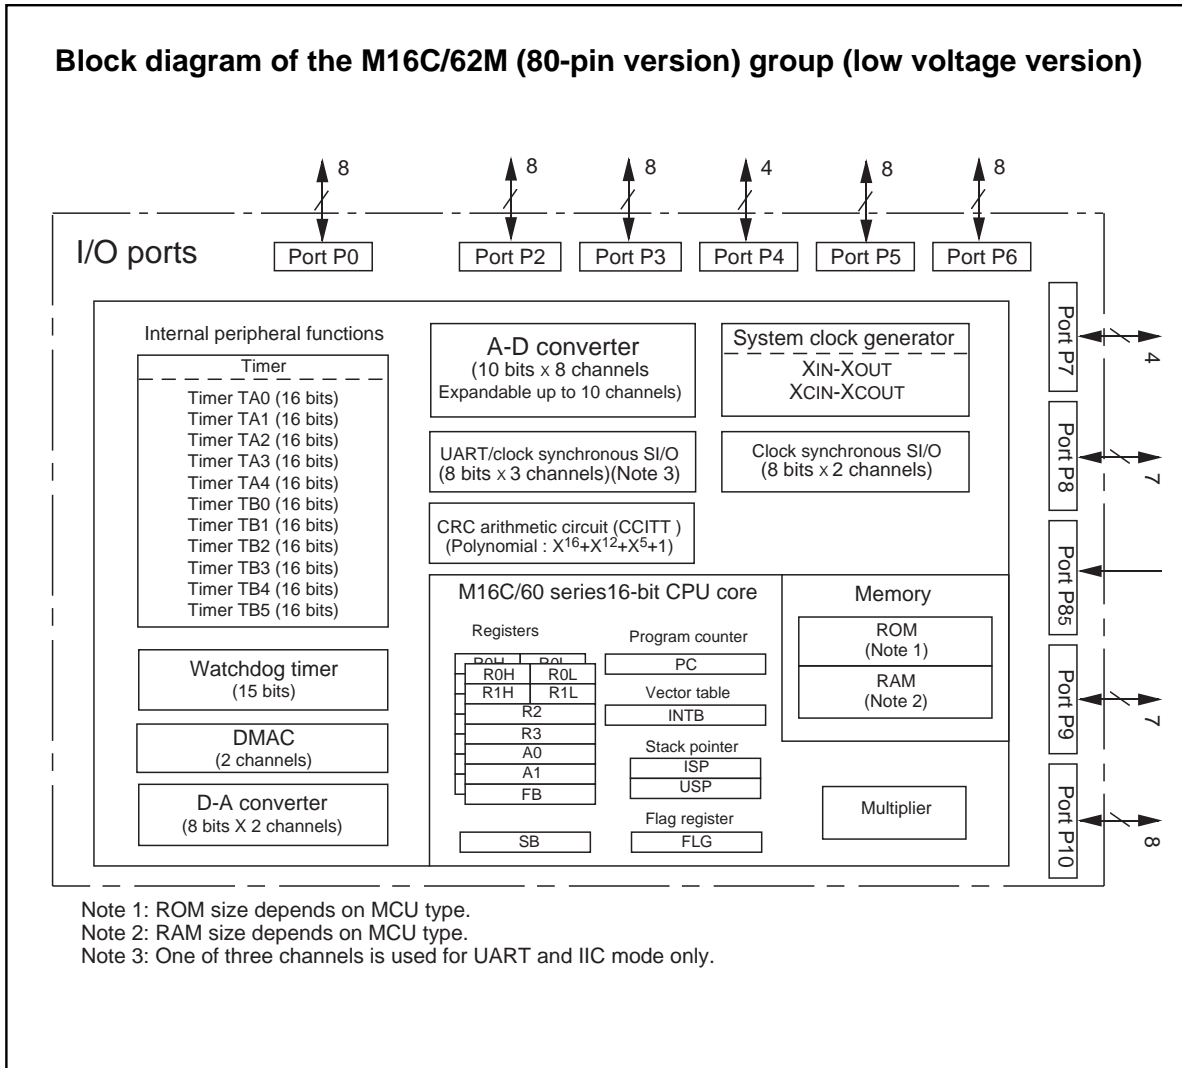 Block diagram of the M16C/62M (80-pin version) group (low voltage version)
8
8
8
4
8
8
I/O ports
Port P0
Port P2
Port P3
Port P4
Port P5
Port P6
Internal peripheral functions
Timer
Timer TA0 (16 bits)
Timer TA1 (16 bits)
Timer TA2 (16 bits)
Timer TA3 (16 bits)
Timer TA4 (16 bits)
Timer TB0 (16 bits)
Timer TB1 (16 bits)
Timer TB2 (16 bits)
Timer TB3 (16 bits)
Timer TB4 (16 bits)
Timer TB5 (16 bits)
Watchdog timer
(15 bits)
DMAC
(2 channels)
D-A converter
(8 bits X 2 channels)
A-D converter
(10 bits x 8 channels
Expandable up to 10 channels)
UART/clock synchronous SI/O
(8 bits x 3 channels)(Note 3)
CRC arithmetic circuit (CCITT )
(Polynomial : X16+X12+X5+1)
System clock generator
XIN-XOUT
XCIN-XCOUT
Clock synchronous SI/O
(8 bits x 2 channels)
M16C/60 series16-bit CPU core
Registers
R0H R0L
R0H R0L
R1H R1L
R2
R3
A0
A1
FB
SB
Program counter
PC
Vector table
INTB
Stack pointer
ISP
USP
Flag register
FLG
Memory
ROM
(Note 1)
RAM
(Note 2)
Multiplier
Port P7
4
Port P8
7
Port P85
Port P9
7
Port P10
8
Note 1: ROM size depends on MCU type.
Note 2: RAM size depends on MCU type.
Note 3: One of three channels is used for UART and IIC mode only.